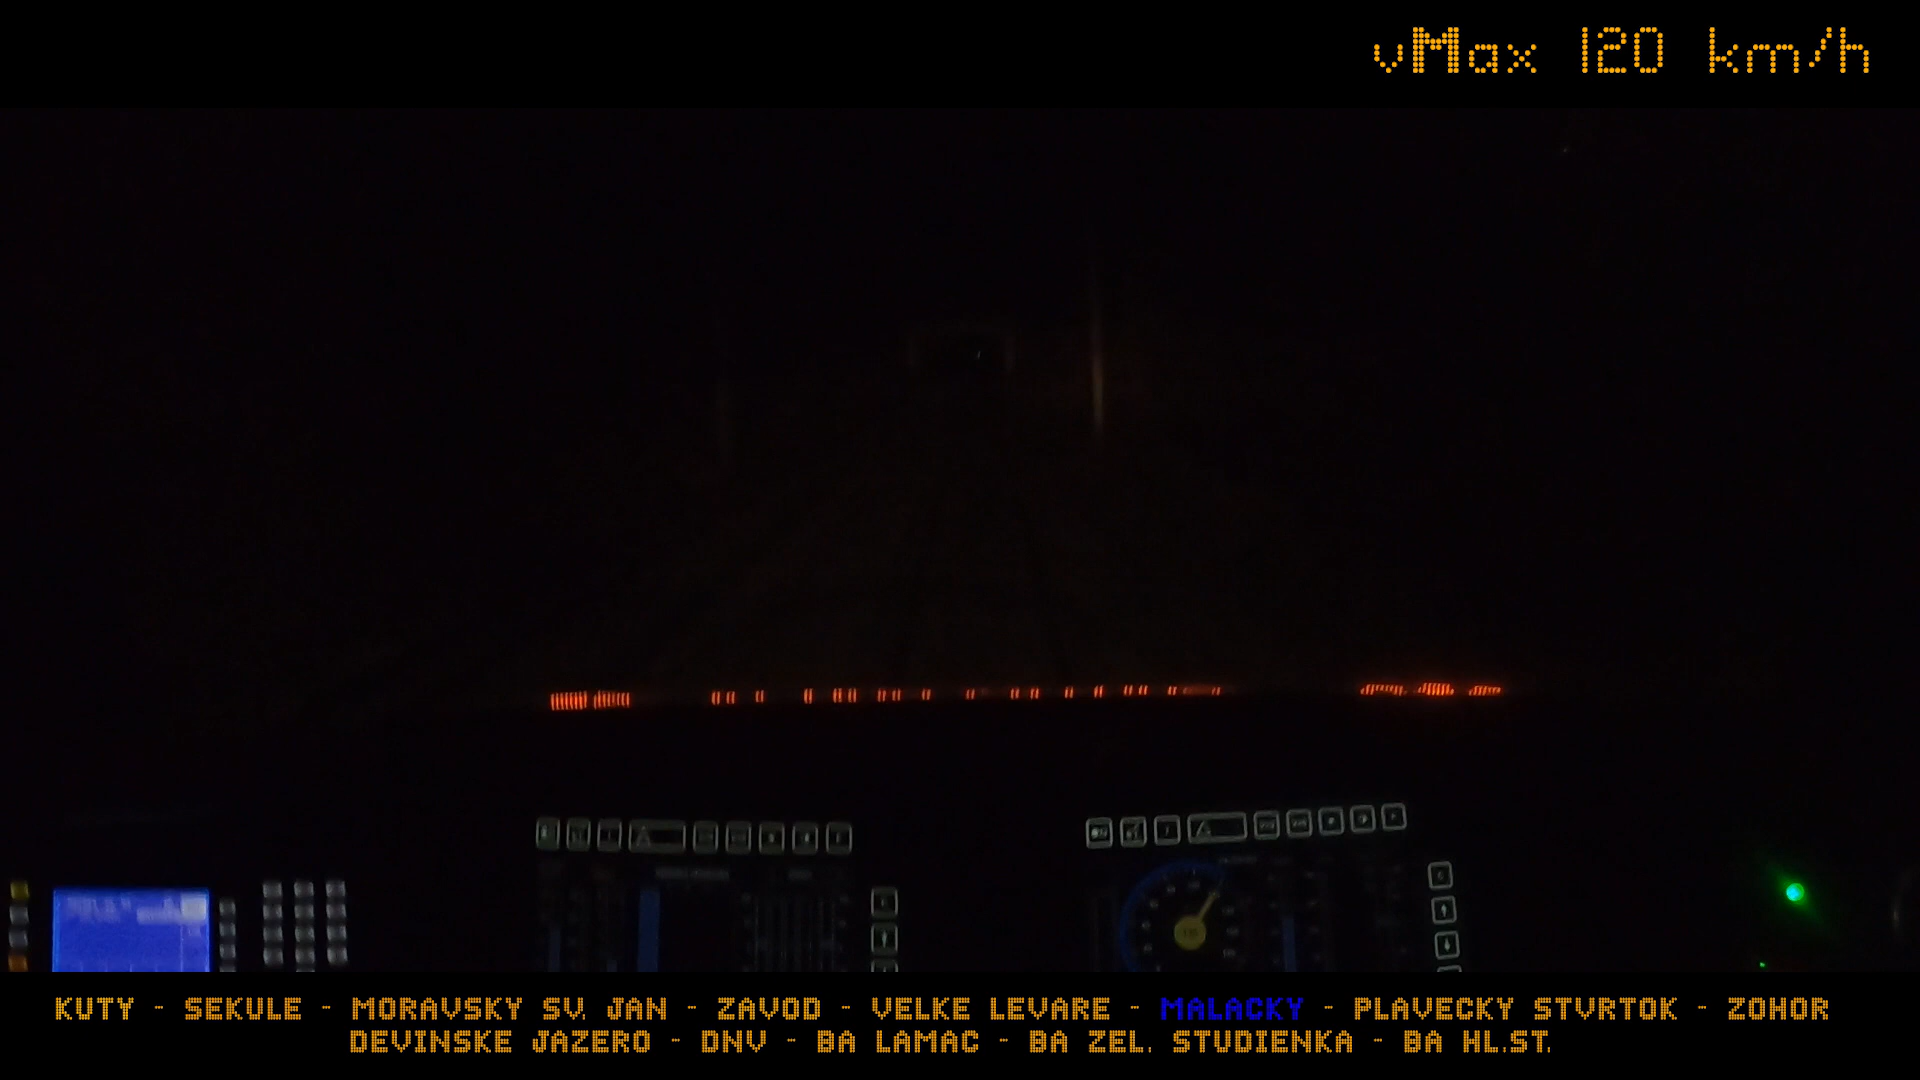 vMax 120 km/h
KUTY - SEKULE - MORAVSKY SV. JAN - ZAVOD - VELKE LEVARE - MALACKY - PLAVECKY STVRTOK - ZOHOR
DEVINSKE JAZERO - DNV - BA LAMAC - BA ZEL. STUDIENKA - BA HL.ST.